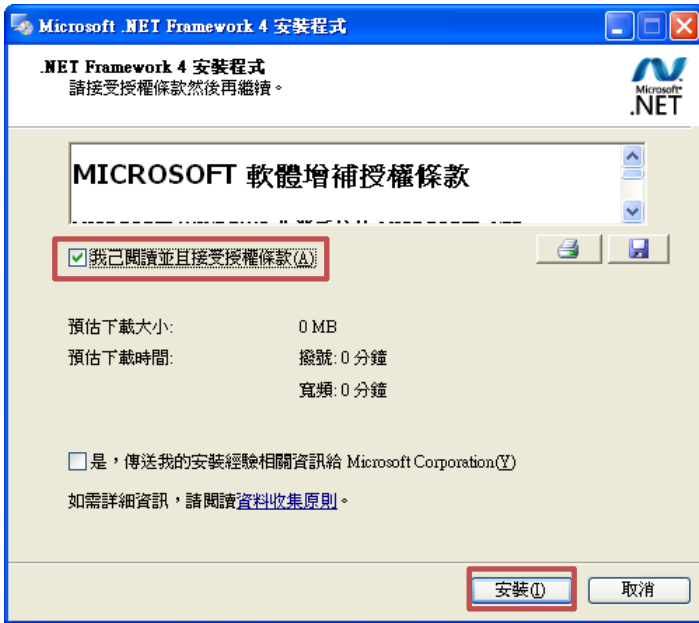 Microsoft .NET Framework 4 安裝程式
.NET Framework 4 安裝程式
請接受授權條款然後再繼續。
Microsoft
.NET
MICROSOFT 軟體增補授權條款
我已閱讀並且接受授權條款(A)
預估下載大小: 0 MB
預估下載時間: 撥號: 0 分鐘
寬頻: 0 分鐘
是，傳送我的安裝經驗相關資訊給 Microsoft Corporation(Y)
如需詳細資訊，請閱讀資料收集原則。
安裝(I) 取消